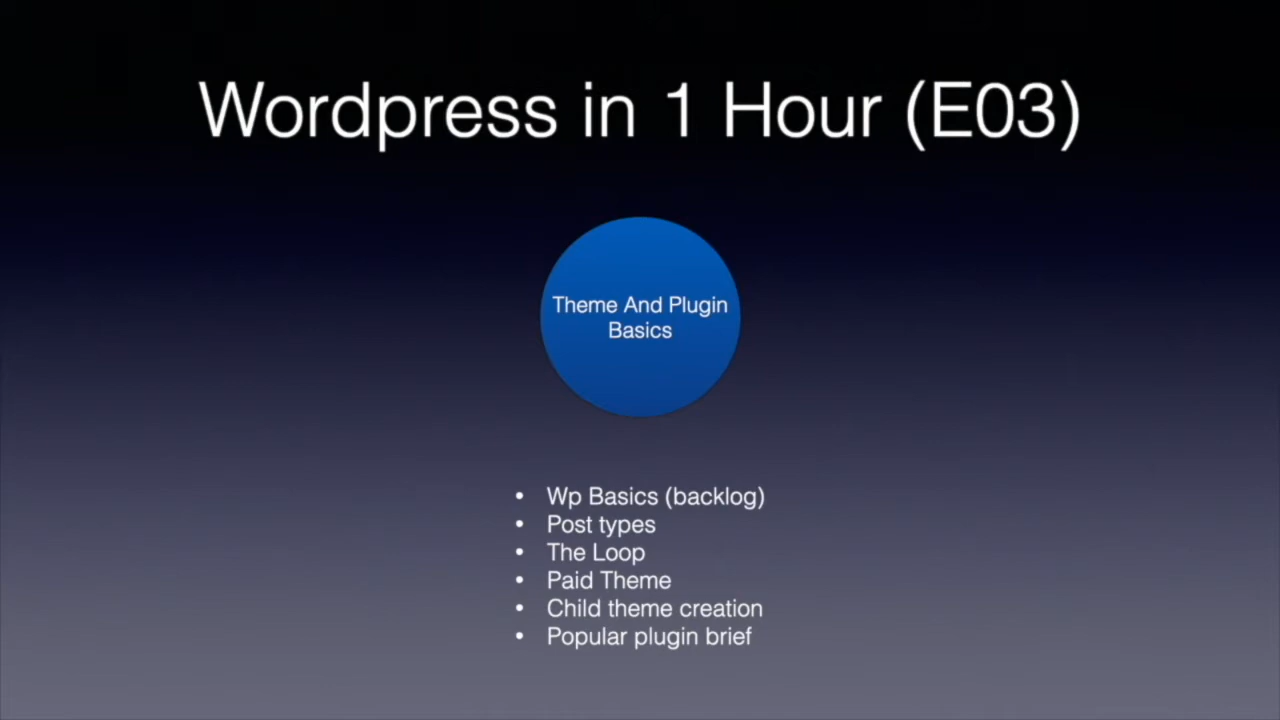 Wordpress in 1 Hour (E03)
Theme And Plugin
Basics
• Wp Basics (backlog)
• Post types
• The Loop
• Paid Theme
• Child theme creation
• Popular plugin brief